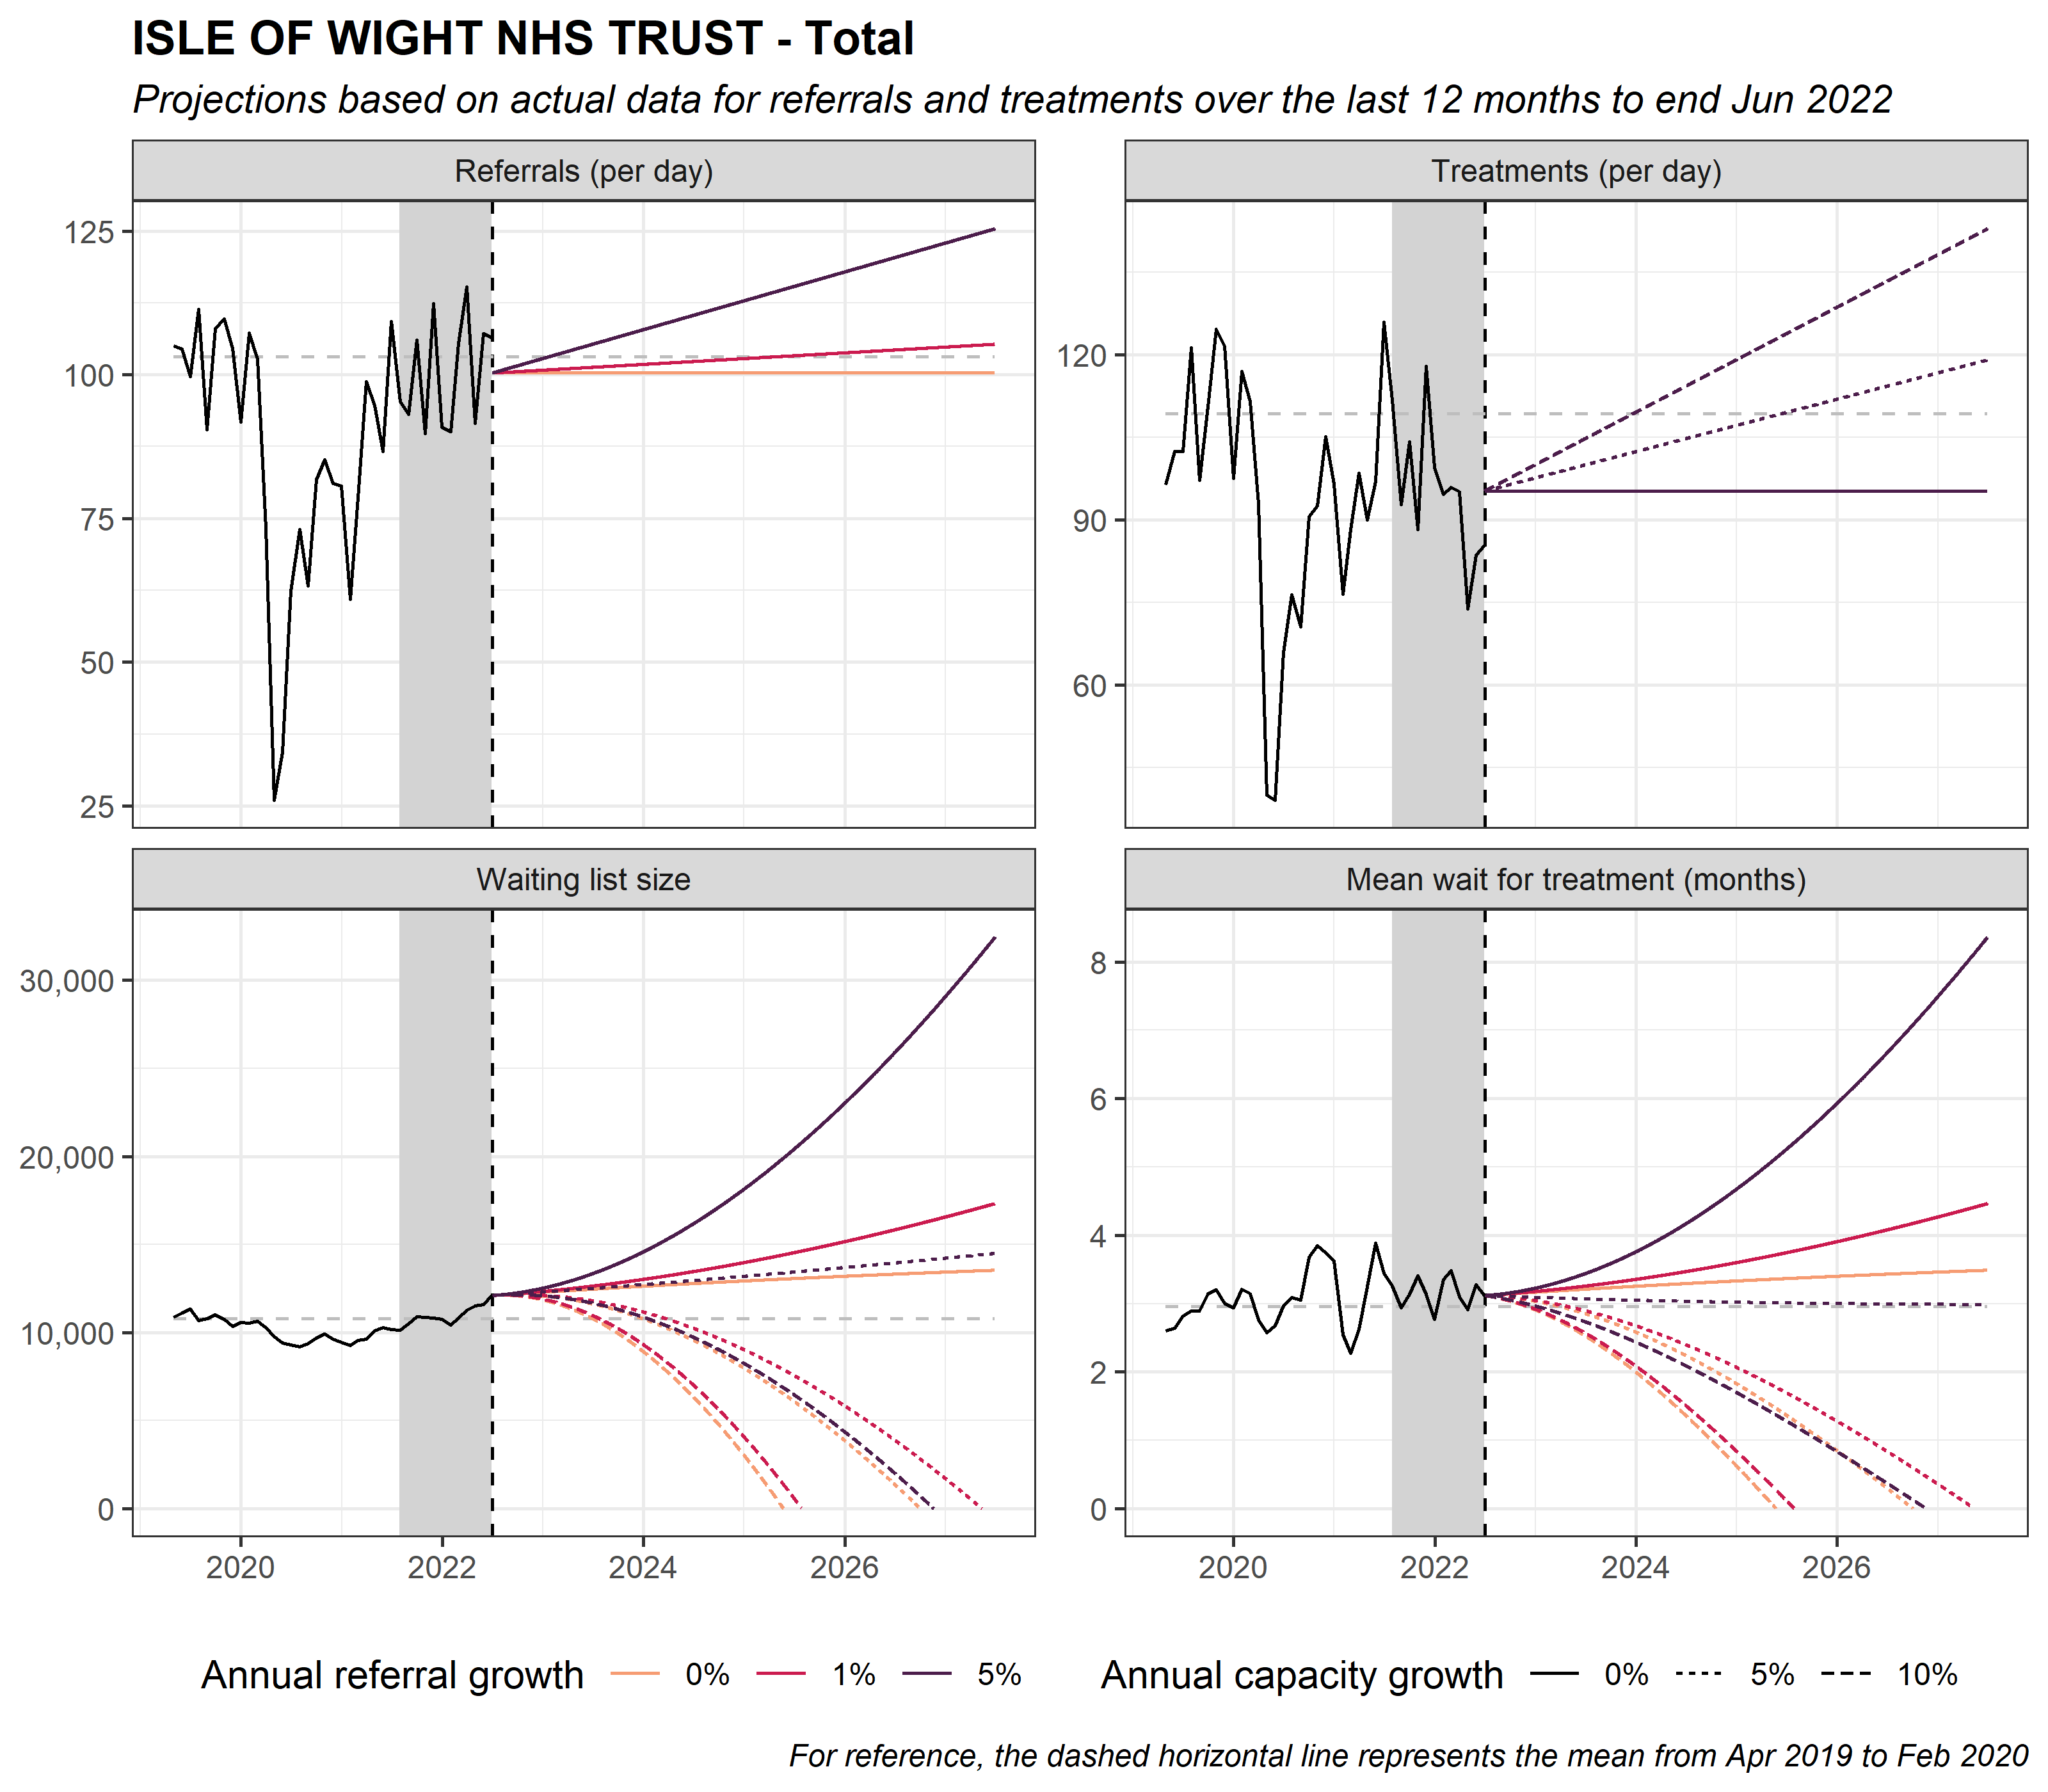 ISLE OF WIGHT NHS TRUST - Total
Projections based on actual data for referrals and treatments over the last 12 months to end Jun 2022
Referrals (per day)
125
100
75
50
25
Treatments (per day)
120
90
60
Waiting list size
30,000
20,000
10,000
0
2020 2022 2024 2026
Mean wait for treatment (months)
8
6
4
2
0
2020 2022 2024 2026
Annual referral growth 0% 1% 5%
Annual capacity growth 0% 5% 10%
For reference, the dashed horizontal line represents the mean from Apr 2019 to Feb 2020